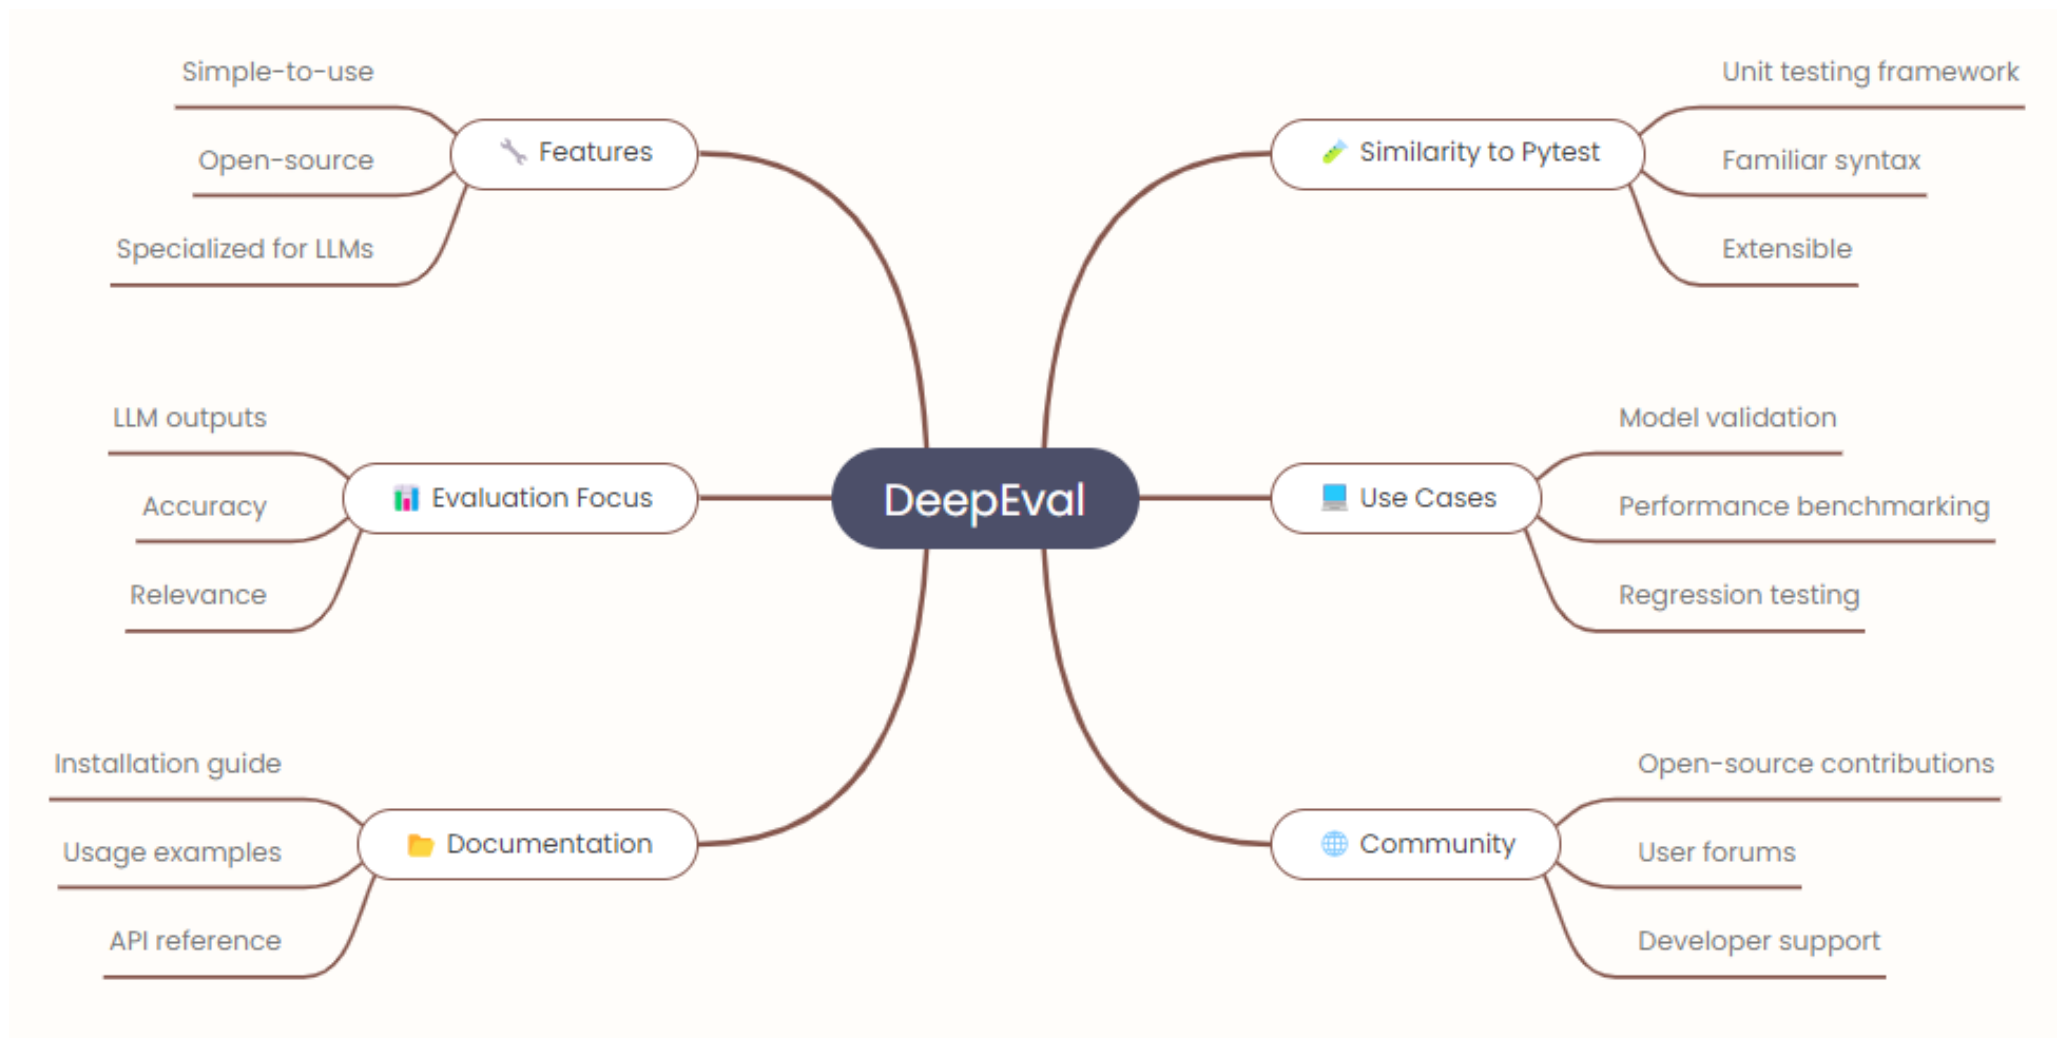 Simple-to-use
Open-source
Specialized for LLMs
Features
LLM outputs
Accuracy
Relevance
Evaluation Focus
Installation guide
Usage examples
API reference
Documentation
DeepEval
Similarity to Pytest
Unit testing framework
Familiar syntax
Extensible
Use Cases
Model validation
Performance benchmarking
Regression testing
Community
Open-source contributions
User forums
Developer support